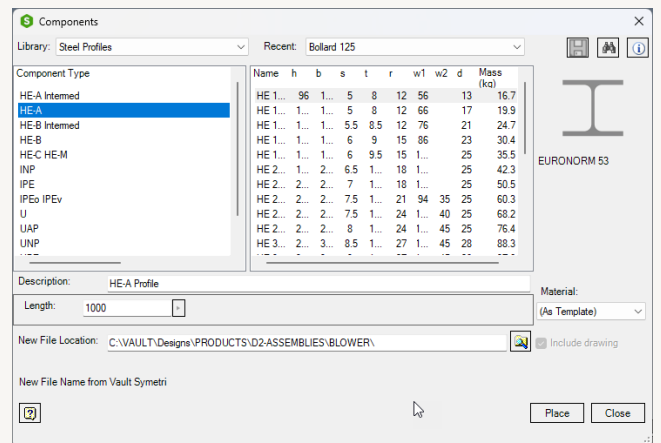 Components
Library: Steel Profiles Recent: Bollard 125
Component Type
HE-A Intermed
HE-A
HE-B Intermed
HE-B
HE-C HE-M
INP
IPE
IPEo IPEv
U
UAP
UNP
Name h b s t r w1 w2 d Mass (kg)
HE 1... 96 1... 5 8 12 56 13 16.7
HE 1... 1... 1... 5 8 12 66 17 19.9
HE 1... 1... 1... 5.5 8.5 12 76 21 24.7
HE 1... 1... 1... 6 9 15 86 23 30.4
HE 1... 1... 1... 6 9.5 15 1... 25 35.5
HE 2... 1... 2... 6.5 1... 18 1... 25 42.3
HE 2... 2... 2... 7 1... 18 1... 25 50.5
HE 2... 2... 2... 7.5 1... 21 94 35 25 60.3
HE 2... 2... 2... 7.5 1... 24 1... 40 25 68.2
HE 2... 2... 2... 8 1... 24 1... 45 25 76.4
HE 3... 2... 3... 8.5 1... 27 1... 45 28 88.3
EURONORM 53
Description: HE-A Profile
Length: 1000 >
Material:
(As Template)
New File Location: C:\VAULT\Designs\PRODUCTS\D2-ASSEMBLIES\BLOWER\
Include drawing
New File Name from Vault Symetri
Place Close